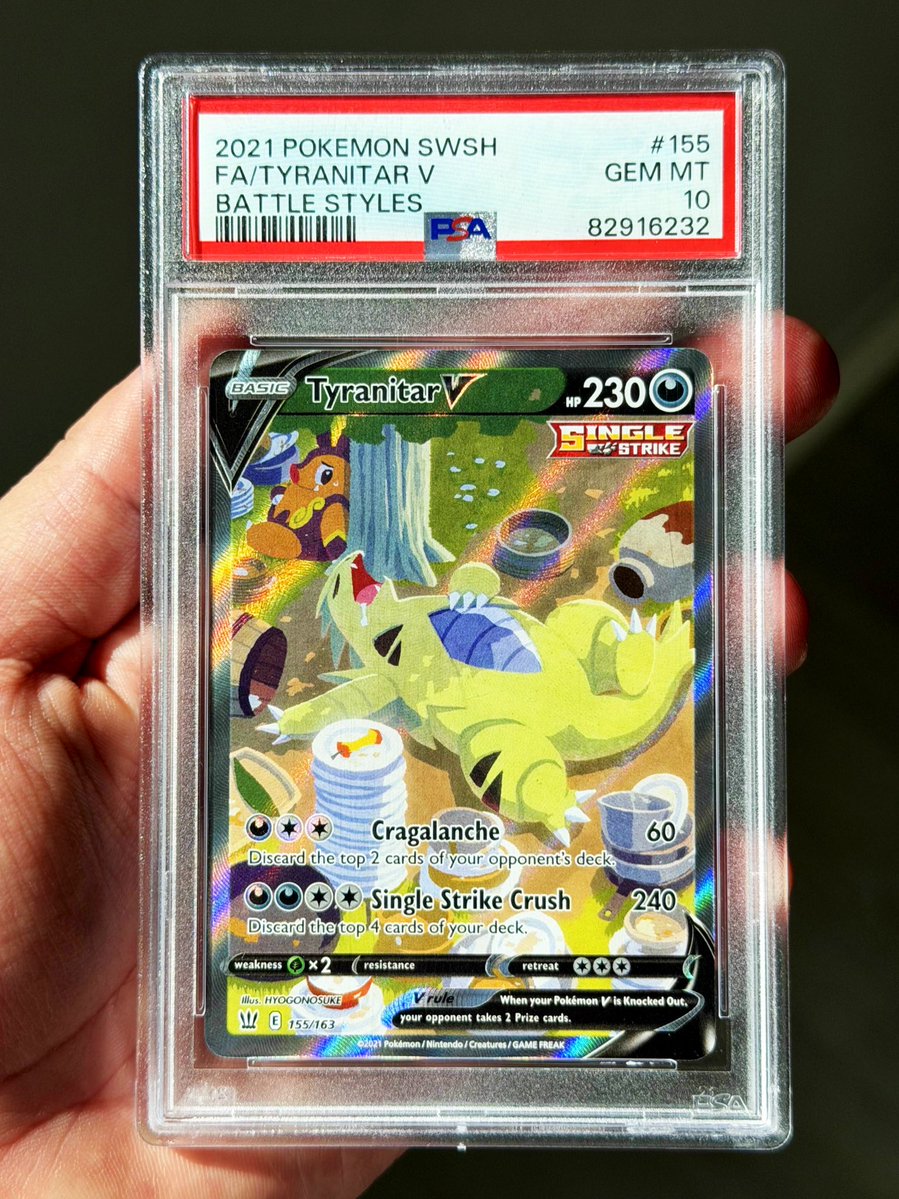 2021 POKEMON SWSH #155
FA/TYRANITAR V GEM MT
BATTLE STYLES 10
PSA 82916232
BASIC Tyranitar V HP 230
SINGLE
STRIKE
Cragalanche 60
Discard the top 2 cards of your opponent's deck.
Single Strike Crush 240
Discard the top 4 cards of your deck.
weakness ×2 resistance retreat
Illus. HYOGONOSUKE V rule When your Pokémon V is Knocked Out,
your opponent takes 2 Prize cards.
E 155/163
©2021 Pokémon / Nintendo / Creatures / GAME FREAK
PSA